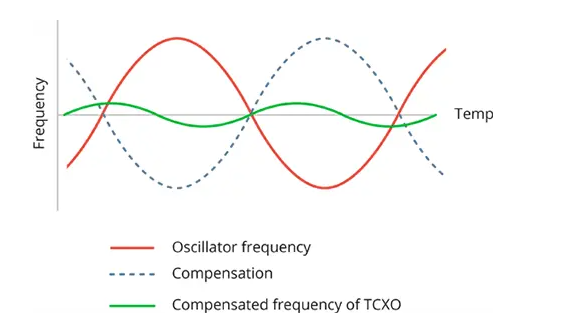 Frequency
Temp
Oscillator frequency
Compensation
Compensated frequency of TCXO